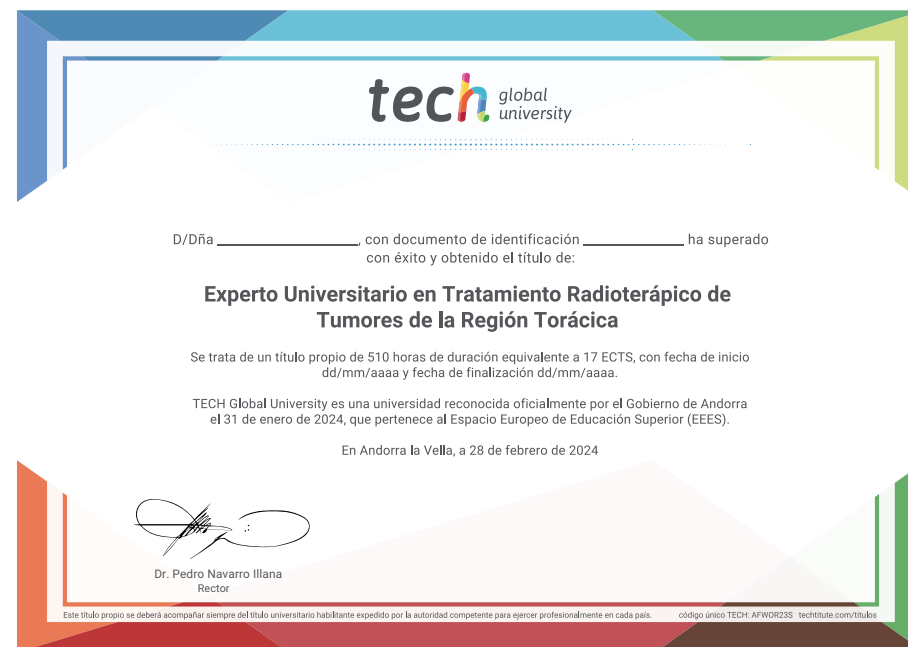 tech global university
D/Dña ____________________, con documento de identificación ______________ ha superado
con éxito y obtenido el título de:
Experto Universitario en Tratamiento Radioterápico de
Tumores de la Región Torácica
Se trata de un título propio de 510 horas de duración equivalente a 17 ECTS, con fecha de inicio
dd/mm/aaaa y fecha de finalización dd/mm/aaaa.
TECH Global University es una universidad reconocida oficialmente por el Gobierno de Andorra
el 31 de enero de 2024, que pertenece al Espacio Europeo de Educación Superior (EEES).
En Andorra la Vella, a 28 de febrero de 2024
Dr. Pedro Navarro Illana
Rector
Este título propio se deberá acompañar siempre del título universitario habilitante expedido por la autoridad competente para ejercer profesionalmente en cada país. código único TECH: AFWOR23S techtitute.com/titulos